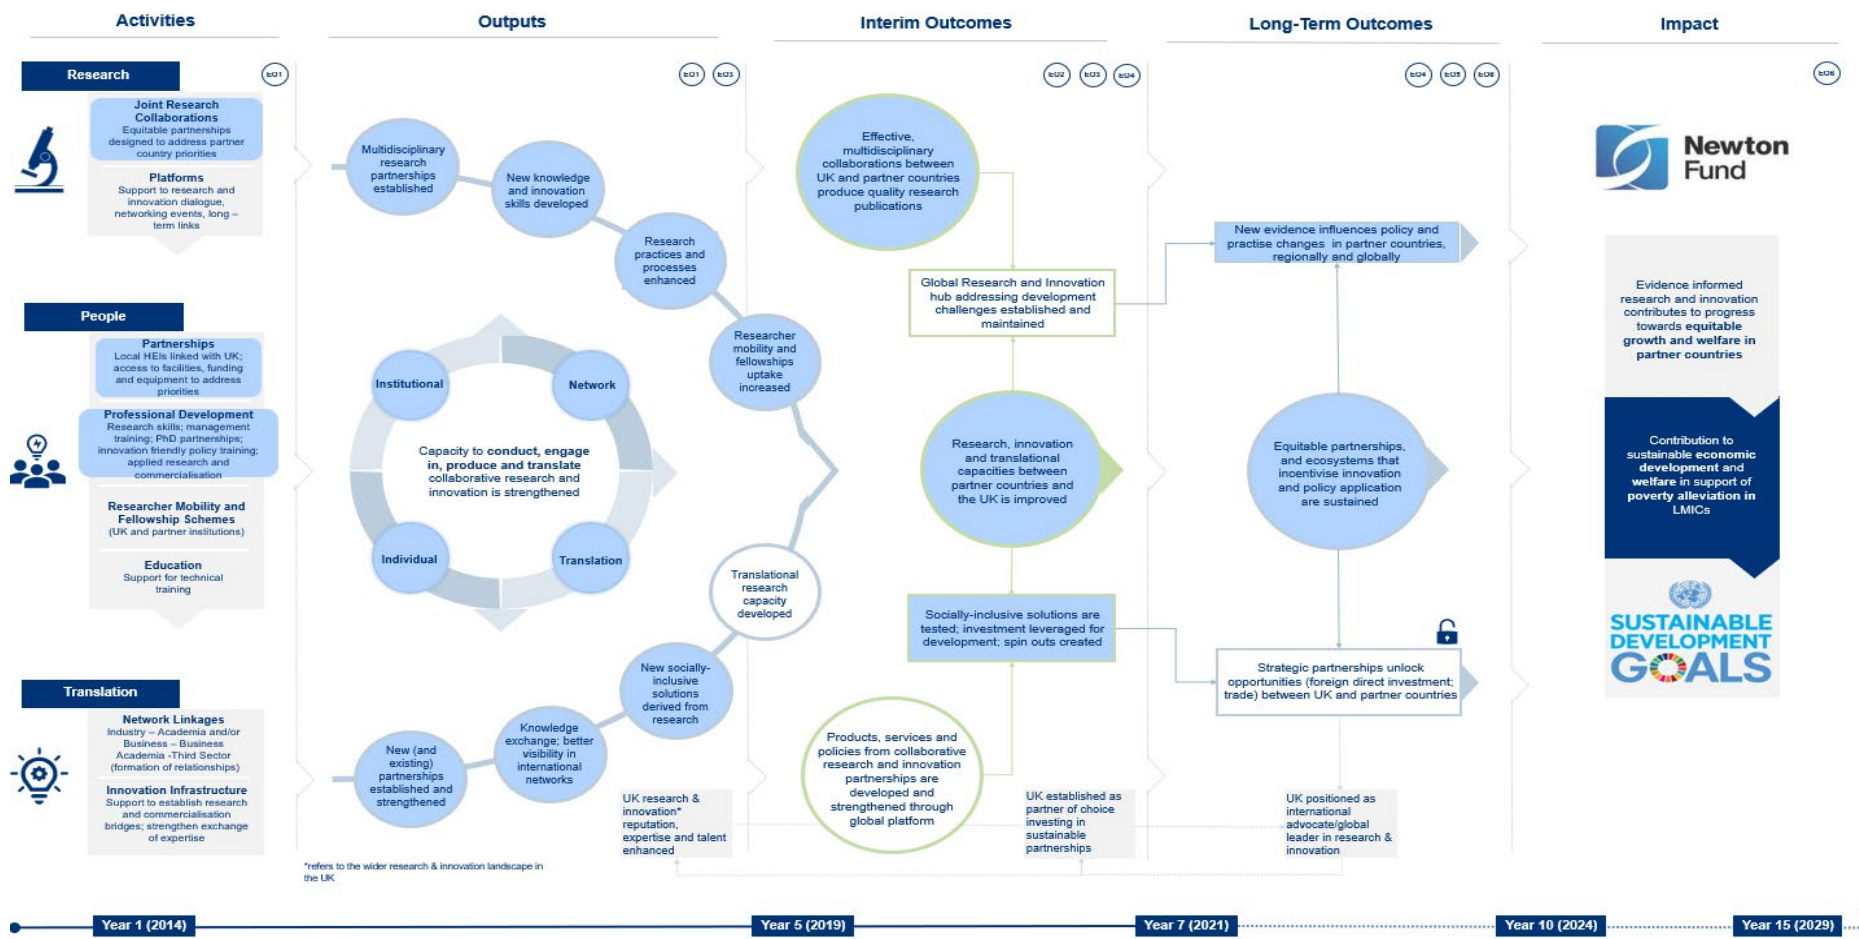 Activities
Outputs
Interim Outcomes
Long-Term Outcomes
Impact
Research
EO1
Joint Research
Collaborations
Equitable partnerships
designed to address partner
country priorities
Platforms
Support to research and
innovation dialogue,
networking events, long –
term links
People
Partnerships
Local HEIs linked with UK;
access to facilities, funding
and equipment to address
priorities
Professional Development
Research skills; management
training; PhD partnerships;
innovation friendly policy training;
applied research and
commercialisation
Researcher Mobility and
Fellowship Schemes
(UK and partner institutions)
Education
Support for technical
training
Translation
Network Linkages
Industry – Academia and/or
Business – Business
Academia -Third Sector
(formation of relationships)
Innovation Infrastructure
Support to establish research
and commercialisation
bridges; strengthen exchange
of expertise
EO1
EO3
Multidisciplinary
research
partnerships
established
New knowledge
and innovation
skills developed
Research
practices and
processes
enhanced
Researcher
mobility and
fellowships
uptake
increased
Institutional
Network
Capacity to conduct, engage
in, produce and translate
collaborative research and
innovation is strengthened
Individual
Translation
Translational
research
capacity
developed
New socially-
inclusive
solutions
derived from
research
Knowledge
exchange; better
visibility in
international
networks
New (and
existing)
partnerships
established and
strengthened
UK research &
innovation*
reputation,
expertise and talent
enhanced
*refers to the wider research & innovation landscape in
the UK
EO2
EO3
EO4
Effective,
multidisciplinary
collaborations between
UK and partner countries
produce quality research
publications
Global Research and Innovation
hub addressing development
challenges established and
maintained
Research, innovation
and translational
capacities between
partner countries and
the UK is improved
Socially-inclusive solutions are
tested; investment leveraged for
development; spin outs created
Products, services and
policies from collaborative
research and innovation
partnerships are
developed and
strengthened through
global platform
UK established as
partner of choice
investing in
sustainable
partnerships
EO4
EO5
EO6
New evidence influences policy and
practise changes in partner countries,
regionally and globally
Equitable partnerships,
and ecosystems that
incentivise innovation
and policy application
are sustained
Strategic partnerships unlock
opportunities (foreign direct investment;
trade) between UK and partner countries
UK positioned as
international
advocate/global
leader in research &
innovation
EO6
Newton
Fund
Evidence informed
research and innovation
contributes to progress
towards equitable
growth and welfare in
partner countries
Contribution to
sustainable economic
development and
welfare in support of
poverty alleviation in
LMICs
SUSTAINABLE
DEVELOPMENT
GOALS
Year 1 (2014)
Year 5 (2019)
Year 7 (2021)
Year 10 (2024)
Year 15 (2029)